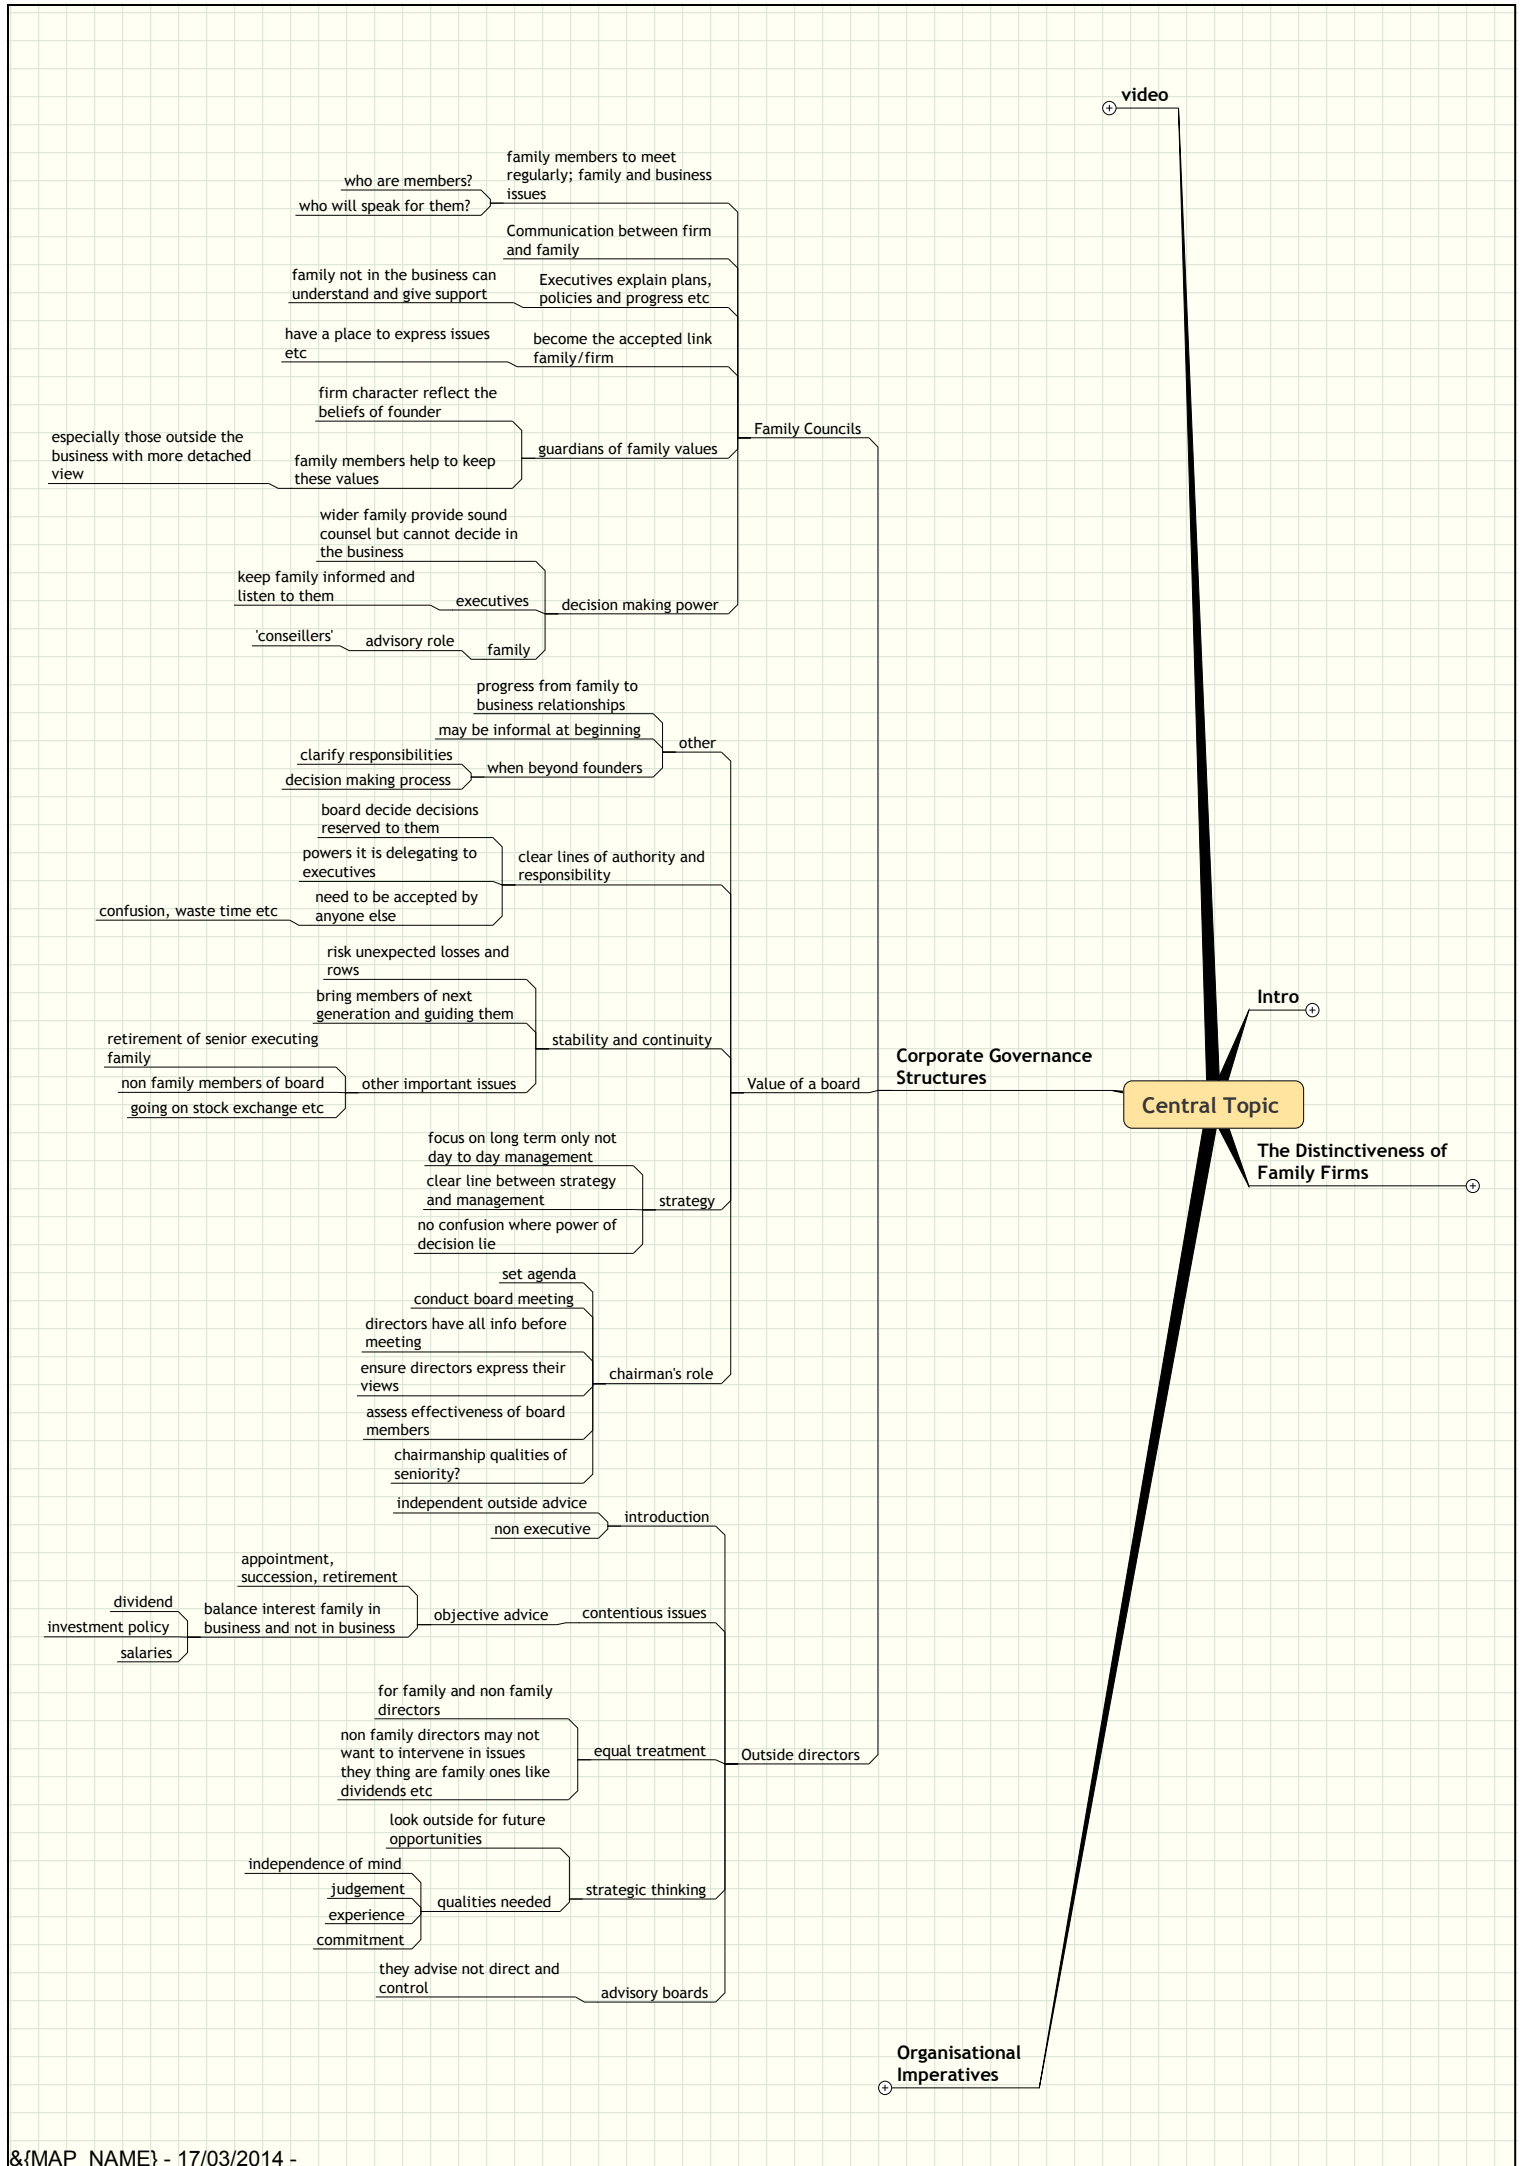 video
family members to meet
regularly; family and business
issues
who are members?
who will speak for them?
Communication between firm
and family
family not in the business can
understand and give support
Executives explain plans,
policies and progress etc
have a place to express issues
etc
become the accepted link
family/firm
firm character reflect the
beliefs of founder
Family Councils
guardians of family values
especially those outside the
business with more detached
view
family members help to keep
these values
wider family provide sound
counsel but cannot decide in
the business
keep family informed and
listen to them
executives
decision making power
'conseillers'
advisory role
family
progress from family to
business relationships
may be informal at beginning
other
clarify responsibilities
when beyond founders
decision making process
board decide decisions
reserved to them
powers it is delegating to
executives
clear lines of authority and
responsibility
need to be accepted by
anyone else
confusion, waste time etc
risk unexpected losses and
rows
bring members of next
generation and guiding them
Intro
retirement of senior executing
family
stability and continuity
Corporate Governance
Structures
non family members of board
other important issues
Value of a board
going on stock exchange etc
Central Topic
focus on long term only not
day to day management
The Distinctiveness of
Family Firms
clear line between strategy
and management
strategy
no confusion where power of
decision lie
set agenda
conduct board meeting
directors have all info before
meeting
ensure directors express their
views
chairman's role
assess effectiveness of board
members
chairmanship qualities of
seniority?
independent outside advice
introduction
non executive
appointment,
succession, retirement
dividend
balance interest family in
business and not in business
objective advice
contentious issues
investment policy
salaries
for family and non family
directors
non family directors may not
want to intervene in issues
they thing are family ones like
dividends etc
equal treatment
Outside directors
look outside for future
opportunities
independence of mind
judgement
strategic thinking
qualities needed
experience
commitment
they advise not direct and
control
advisory boards
Organisational
Imperatives
&{MAP_NAME} - 17/03/2014 -